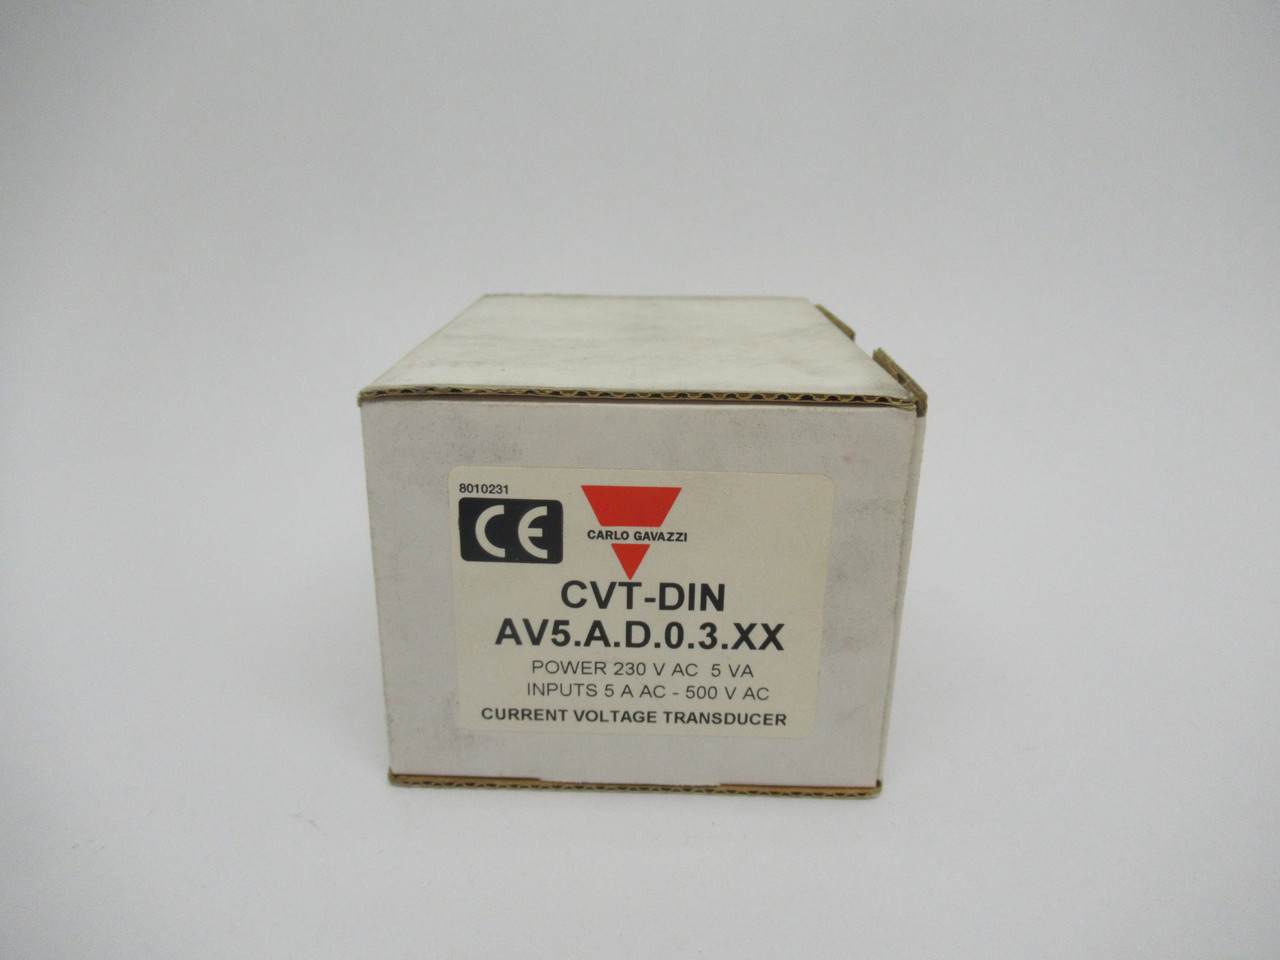 8010231
CE
CARLO GAVAZZI
CVT-DIN
AV5.A.D.0.3.XX
POWER 230 V AC 5 VA
INPUTS 5 A AC - 500 V AC
CURRENT VOLTAGE TRANSDUCER